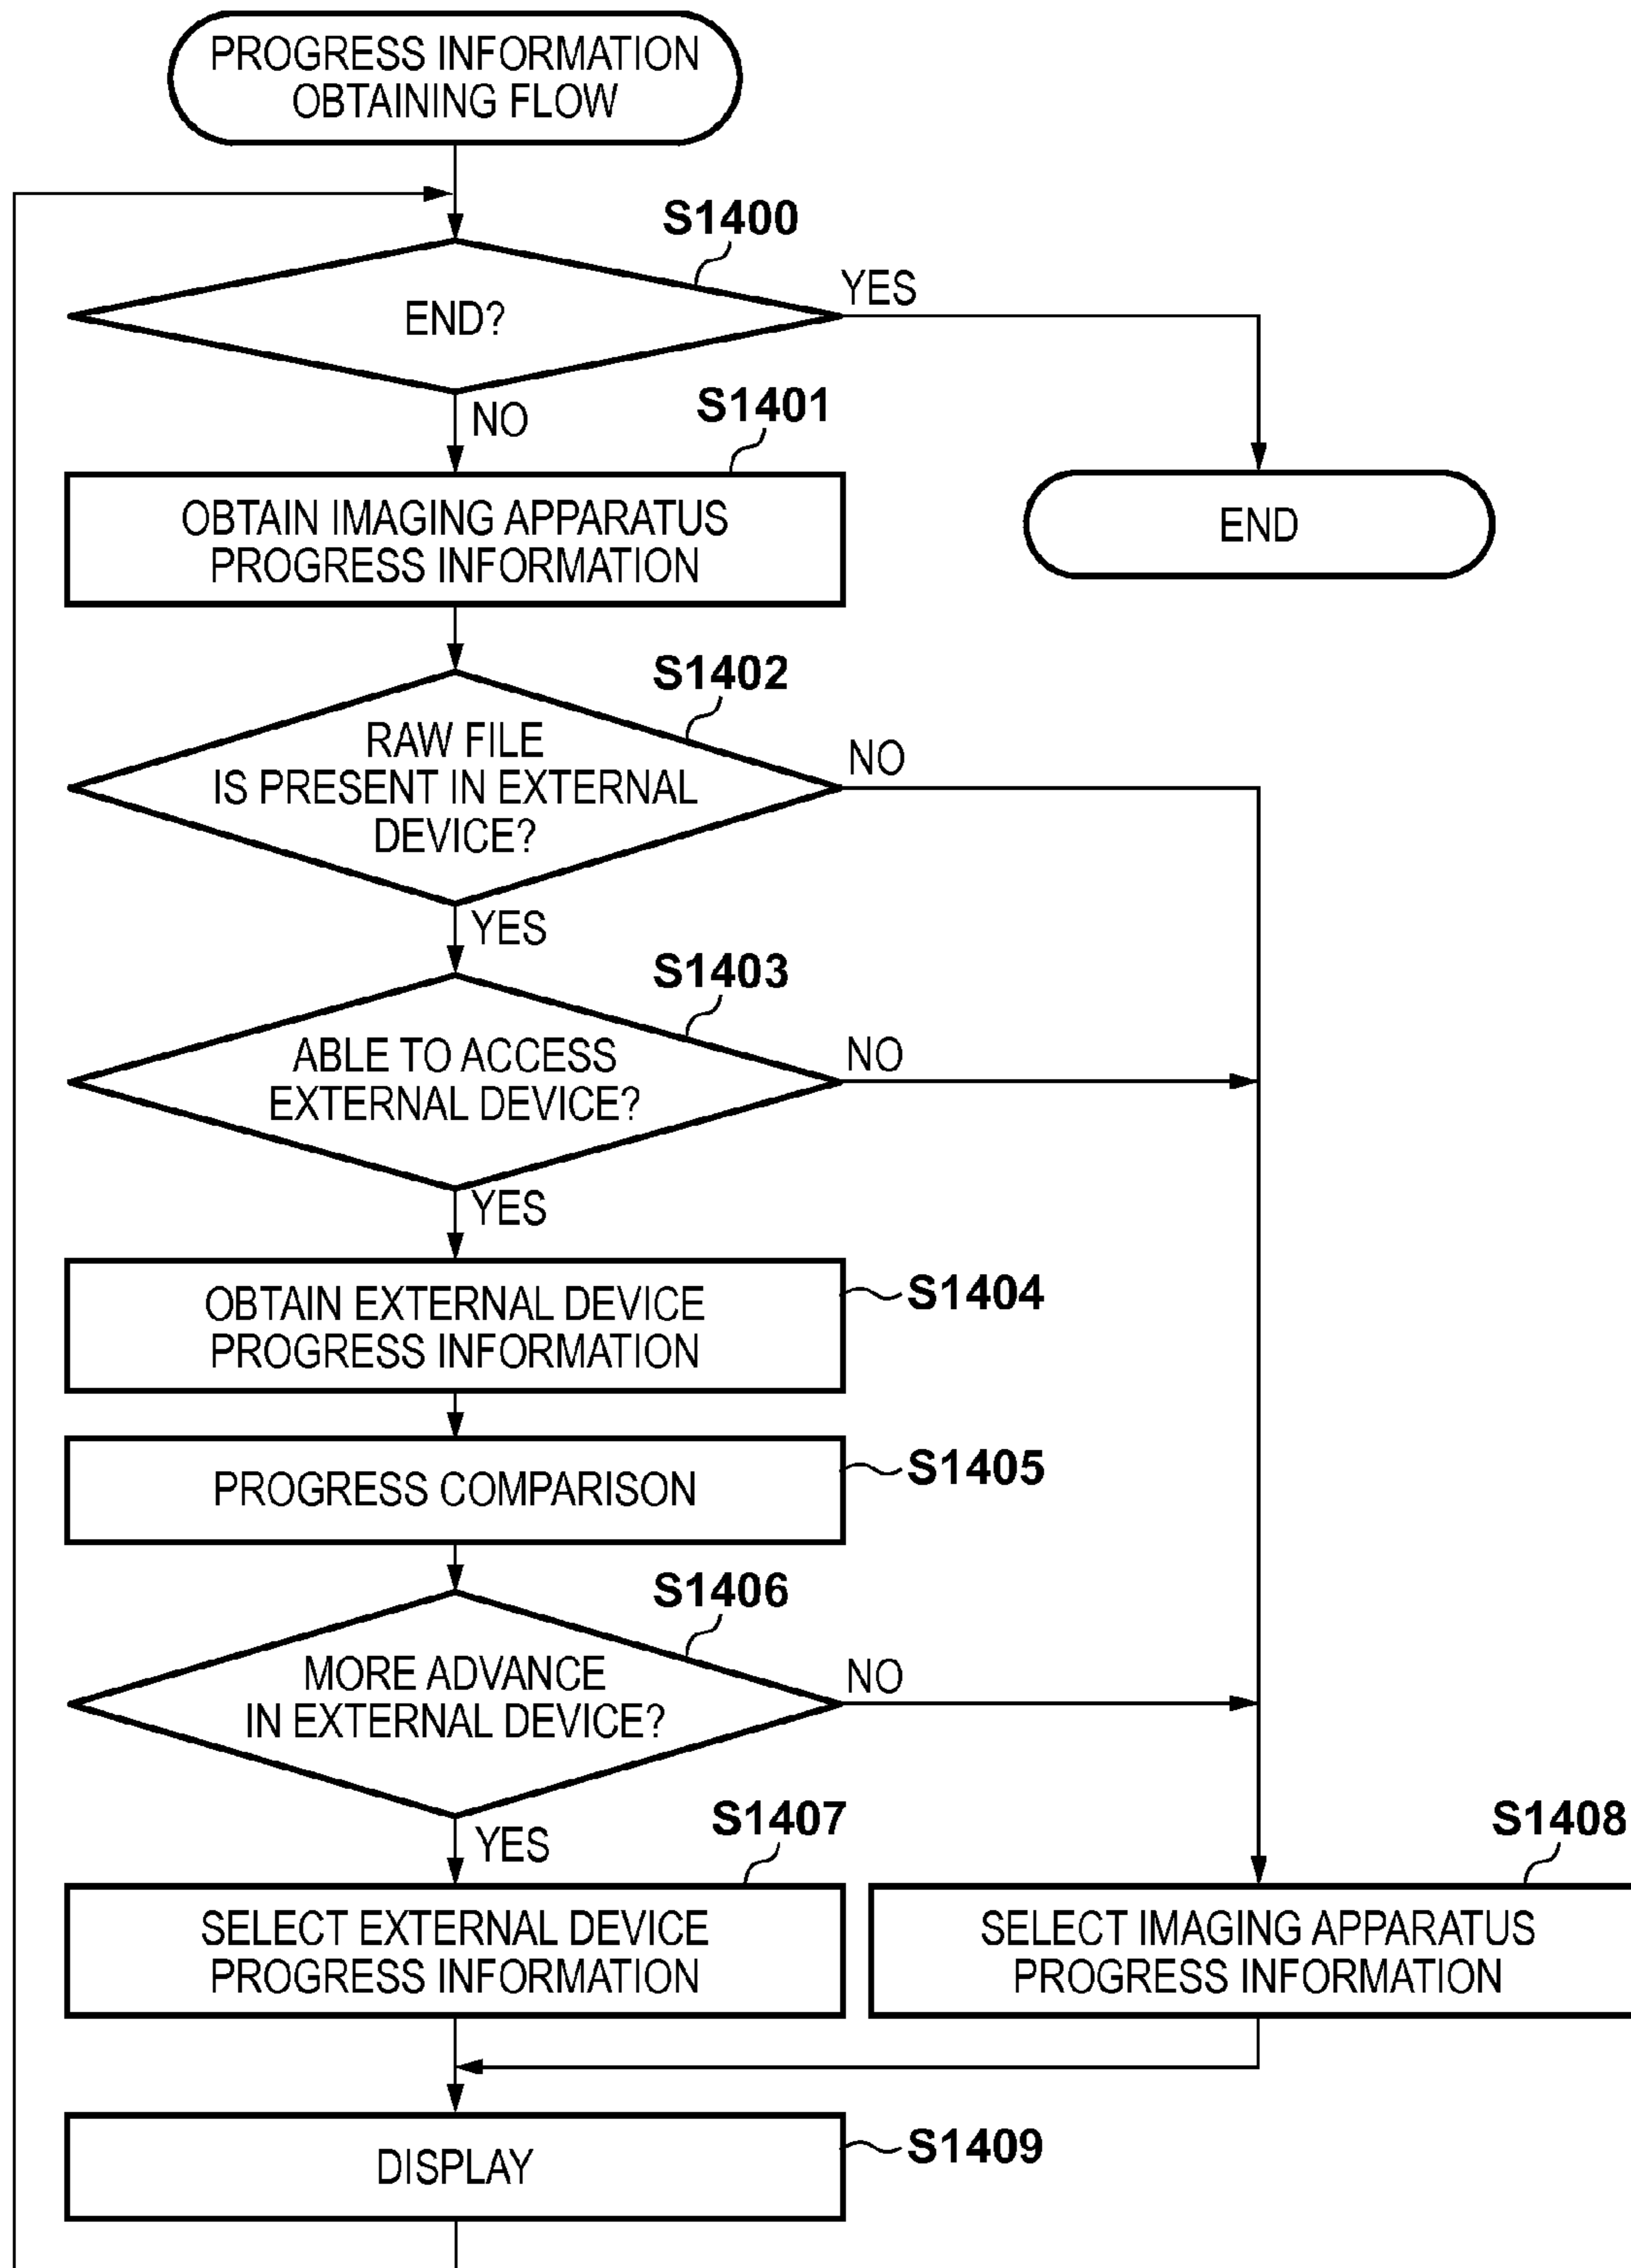 PROGRESS INFORMATION
OBTAINING FLOW
S1400
END?
YES
NO
S1401
OBTAIN IMAGING APPARATUS
PROGRESS INFORMATION
END
S1402
RAW FILE
IS PRESENT IN EXTERNAL
DEVICE?
NO
YES
S1403
ABLE TO ACCESS
EXTERNAL DEVICE?
NO
YES
OBTAIN EXTERNAL DEVICE
PROGRESS INFORMATION
S1404
PROGRESS COMPARISON
S1405
S1406
MORE ADVANCE
IN EXTERNAL DEVICE?
NO
YES
S1407
SELECT EXTERNAL DEVICE
PROGRESS INFORMATION
S1408
SELECT IMAGING APPARATUS
PROGRESS INFORMATION
DISPLAY
S1409